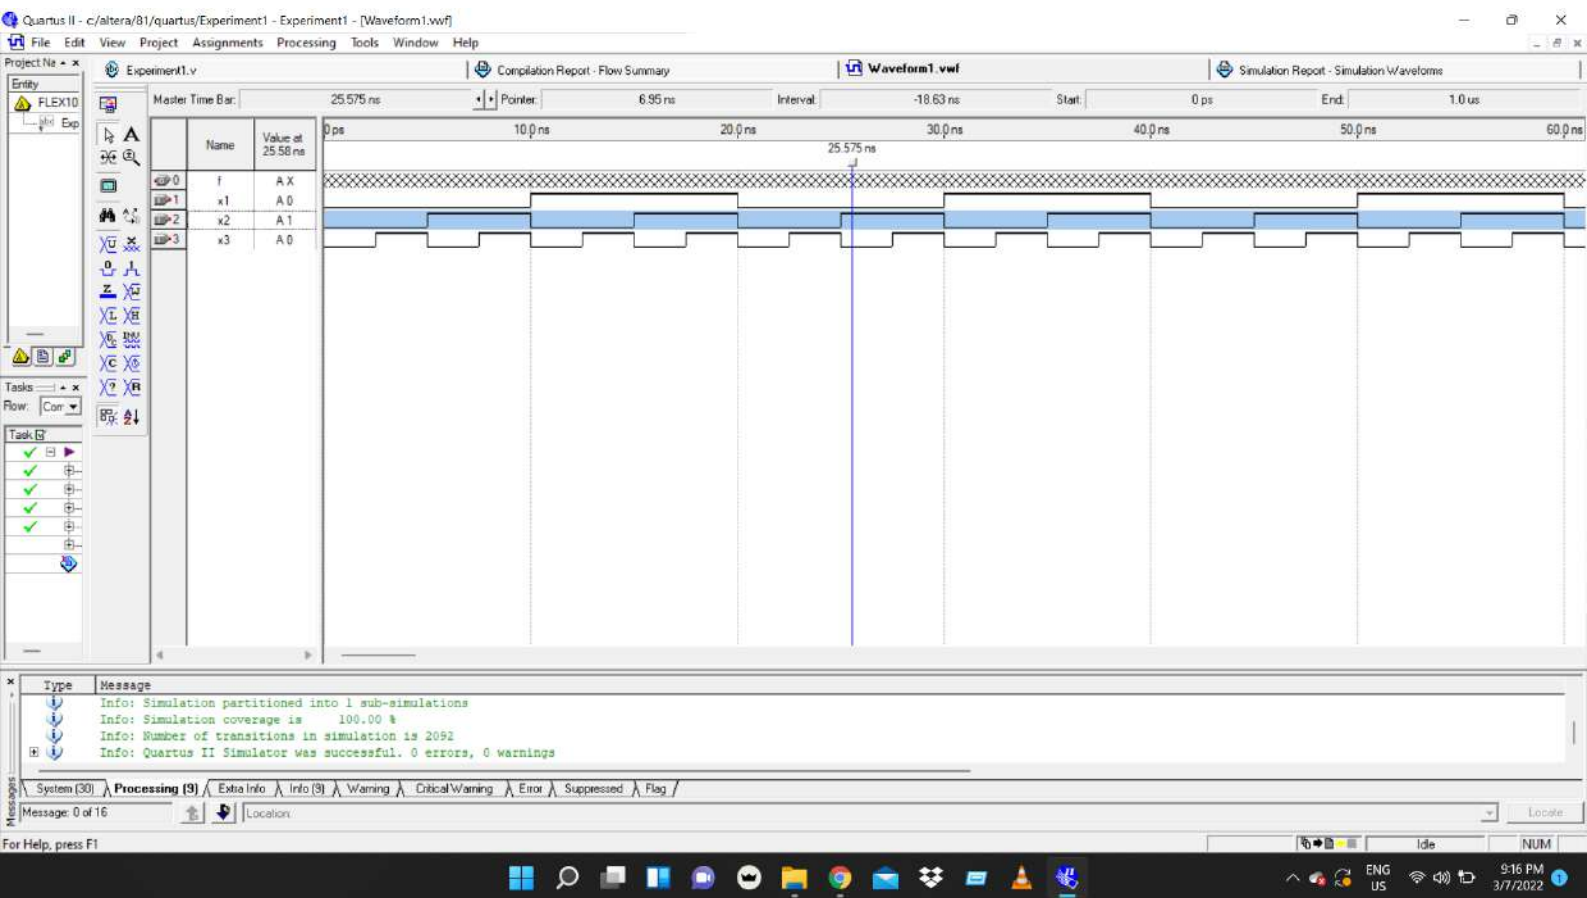 Quartus II - c:/altera/81/quartus/Experiment1 - Experiment1 - [Waveform1.vwf]
File Edit View Project Assignments Processing Tools Window Help
Project Na
Experiment1.v
Compilation Report - Flow Summary
Waveform1.vwf
Simulation Report - Simulation Waveforms
Entity
FLEX10
Exp
Master Time Bar: 25.575 ns Pointer: 6.95 ns Interval: -18.63 ns Start: 0 ps End: 1.0 us
Name
Value at
25.58 ns
0 ps 10.0 ns 20.0 ns 30.0 ns 40.0 ns 50.0 ns 60.0 ns
25.575 ns
0 f A X
1 x1 A 0
2 x2 A 1
3 x3 A 0
Tasks
Flow: Com
Task
Type Message
Info: Simulation partitioned into 1 sub-simulations
Info: Simulation coverage is 100.00 %
Info: Number of transitions in simulation is 2092
Info: Quartus II Simulator was successful. 0 errors, 0 warnings
System (30) Processing (9) Extra Info Info (9) Warning Critical Warning Error Suppressed Flag
Messages
Message: 0 of 16
Location:
Locate
For Help, press F1
Idle
NUM
ENG
US
9:16 PM
3/7/2022
1